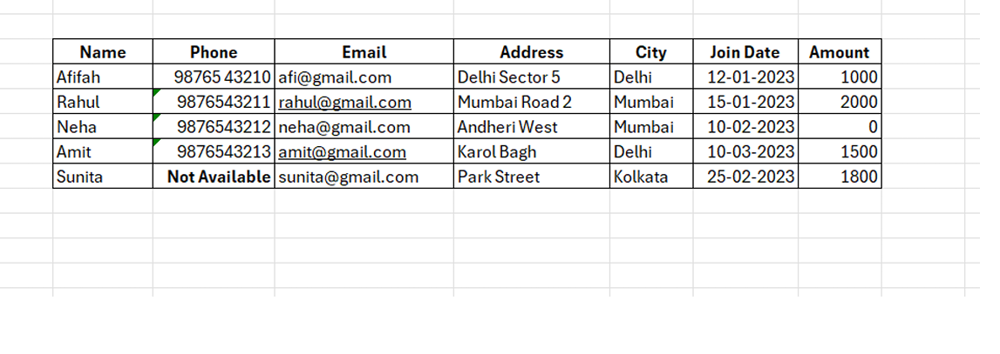 Name Phone Email Address City Join Date Amount
Afifah 98765 43210 afi@gmail.com Delhi Sector 5 Delhi 12-01-2023 1000
Rahul 9876543211 rahul@gmail.com Mumbai Road 2 Mumbai 15-01-2023 2000
Neha 9876543212 neha@gmail.com Andheri West Mumbai 10-02-2023 0
Amit 9876543213 amit@gmail.com Karol Bagh Delhi 10-03-2023 1500
Sunita Not Available sunita@gmail.com Park Street Kolkata 25-02-2023 1800